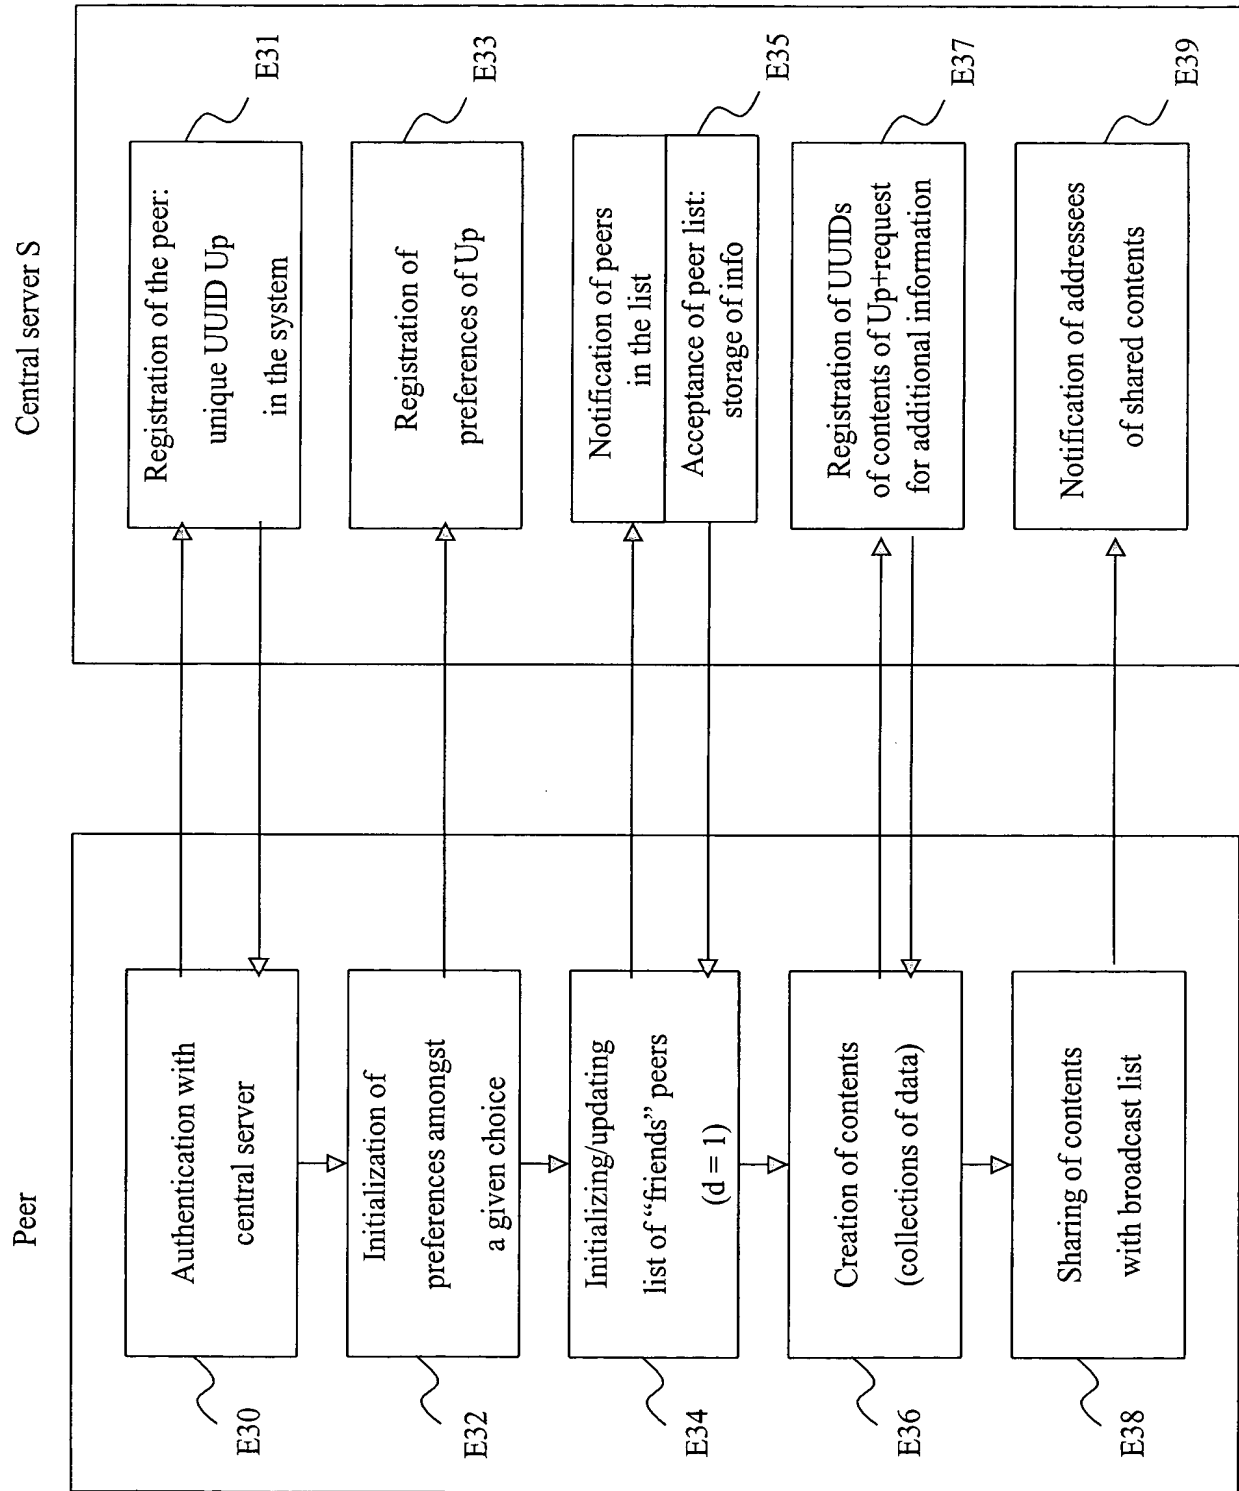 Peer
Central server S
E30
Authentication with
central server
Registration of the peer:
unique UUID Up
in the system
E31
E32
Initialization of
preferences amongst
a given choice
Registration of
preferences of Up
E33
E34
Initializing/updating
list of “friends” peers
(d = 1)
Notification of peers
in the list
Acceptance of peer list:
storage of info
E35
E36
Creation of contents
(collections of data)
Registration of UUIDs
of contents of Up+request
for additional information
E37
E38
Sharing of contents
with broadcast list
Notification of addressees
of shared contents
E39